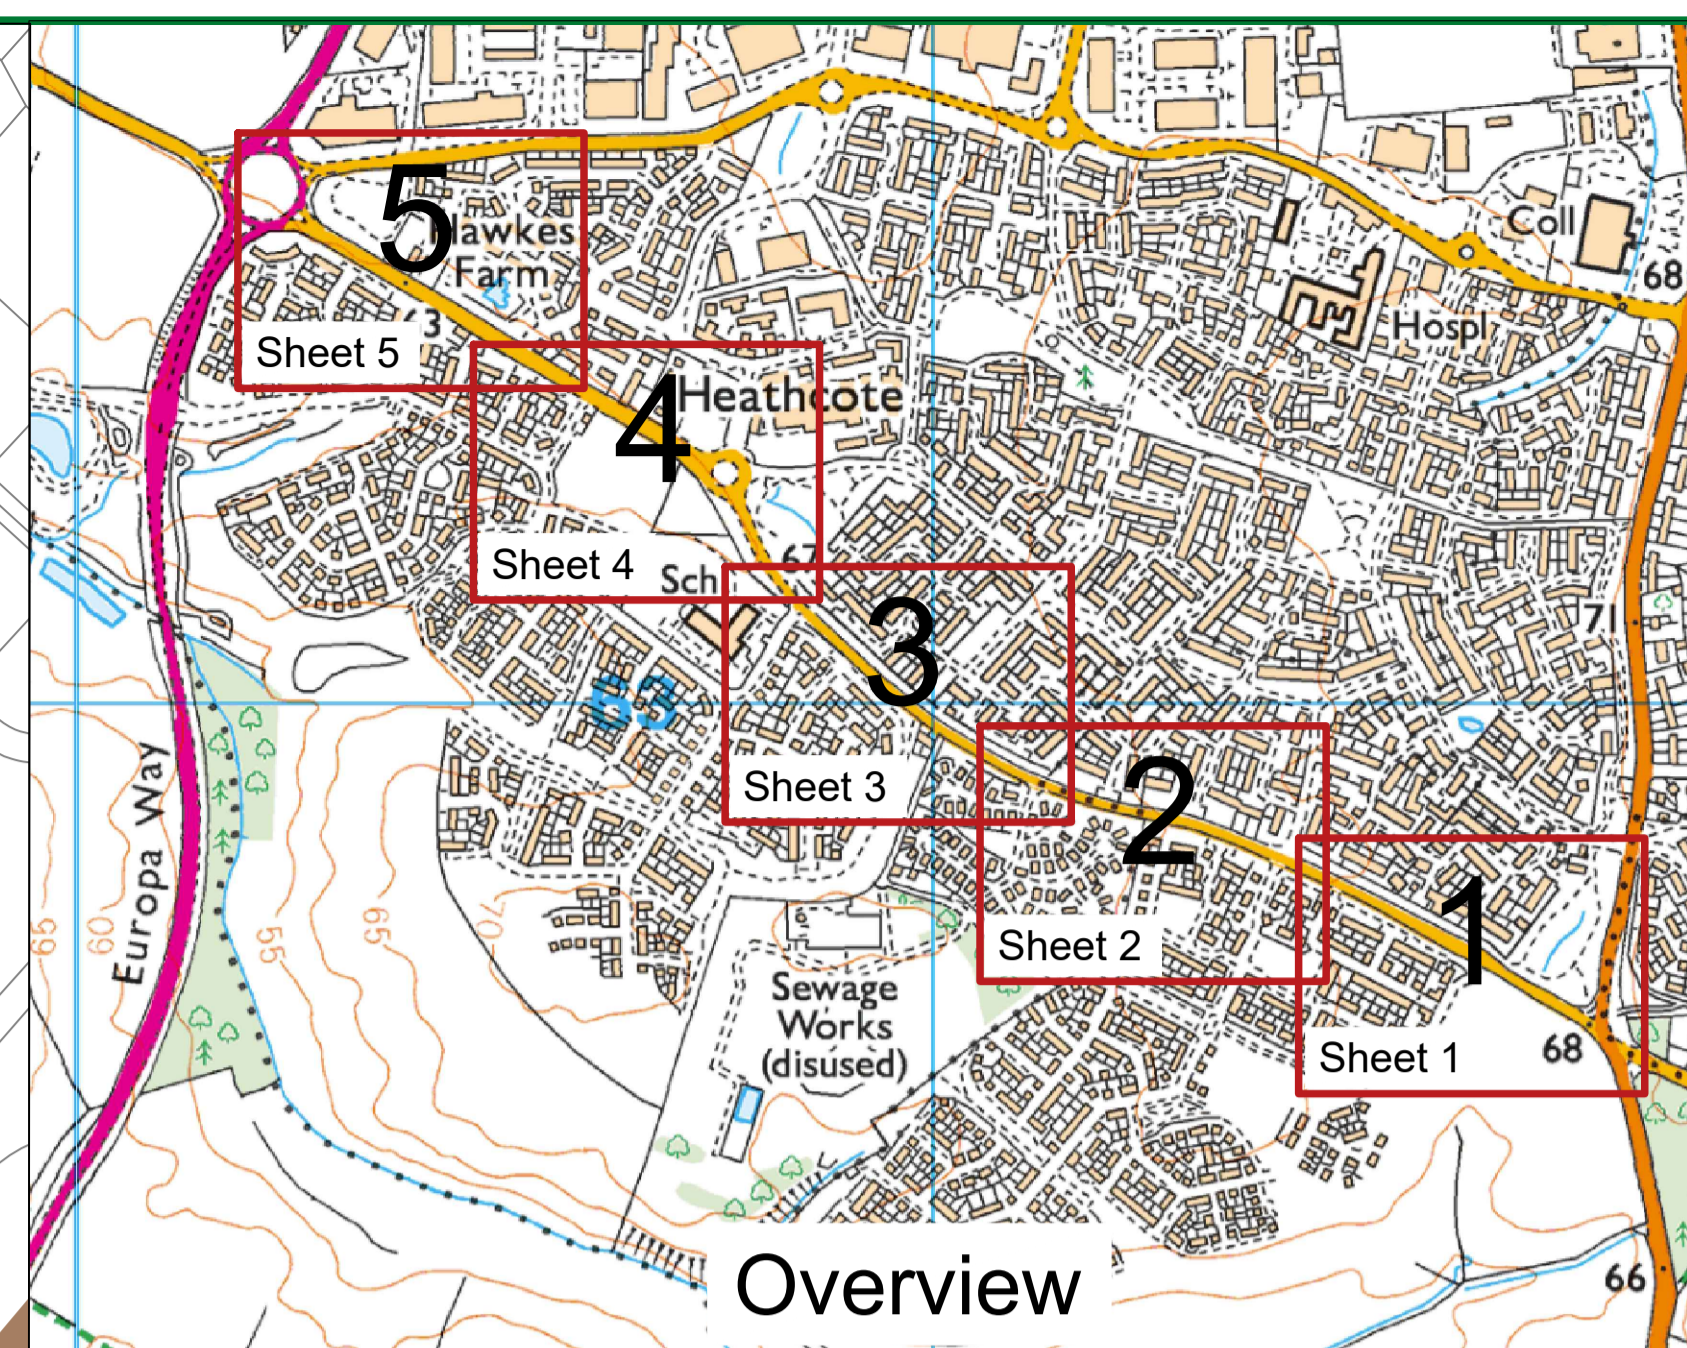 5
Hawkes
Farm
63
Sheet 5
Coll
68
Hospl
4
Heathcote
Sheet 4
Sch
67
3
71
63
Sheet 3
2
Europa Way
Sheet 2
1
65
60
55
65
70
Sewage
Works
(disused)
Sheet 1
68
Overview
66